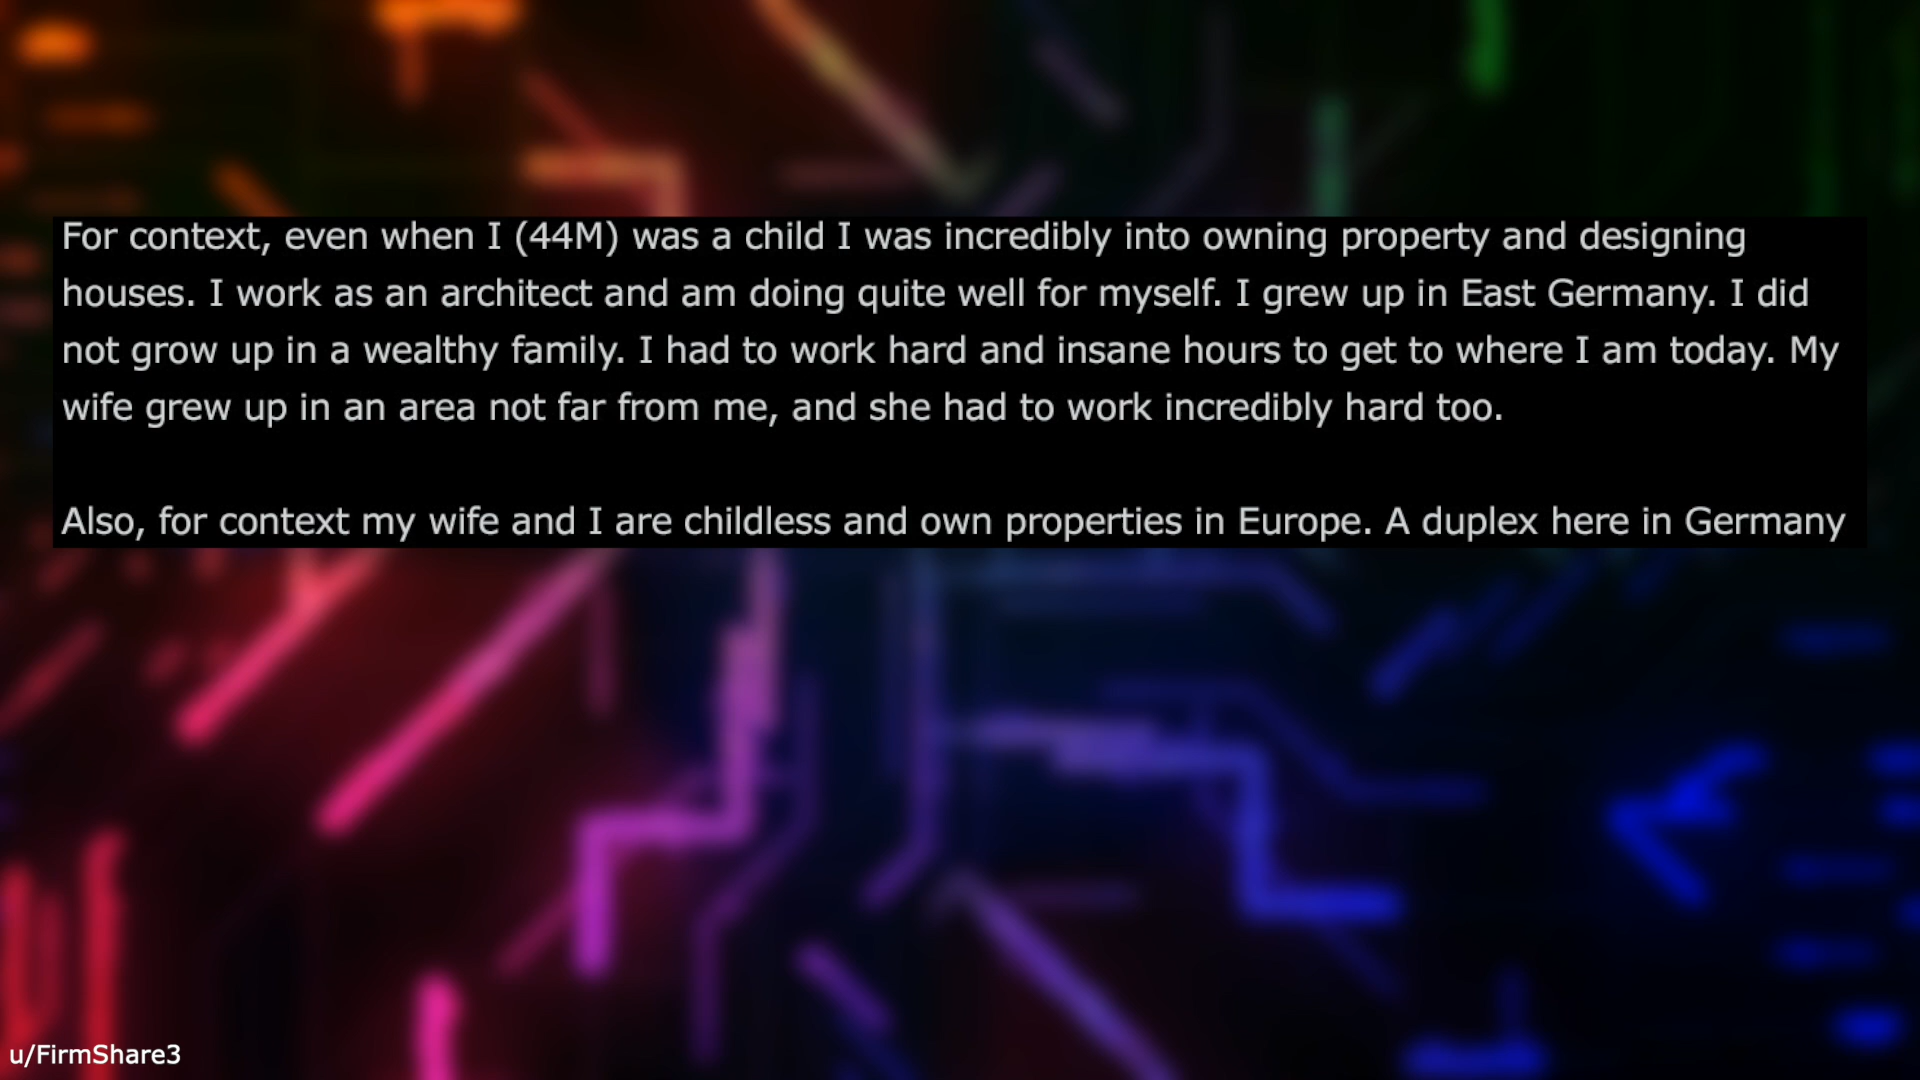 For context, even when I (44M) was a child I was incredibly into owning property and designing
houses. I work as an architect and am doing quite well for myself. I grew up in East Germany. I did
not grow up in a wealthy family. I had to work hard and insane hours to get to where I am today. My
wife grew up in an area not far from me, and she had to work incredibly hard too.
Also, for context my wife and I are childless and own properties in Europe. A duplex here in Germany
u/FirmShare3